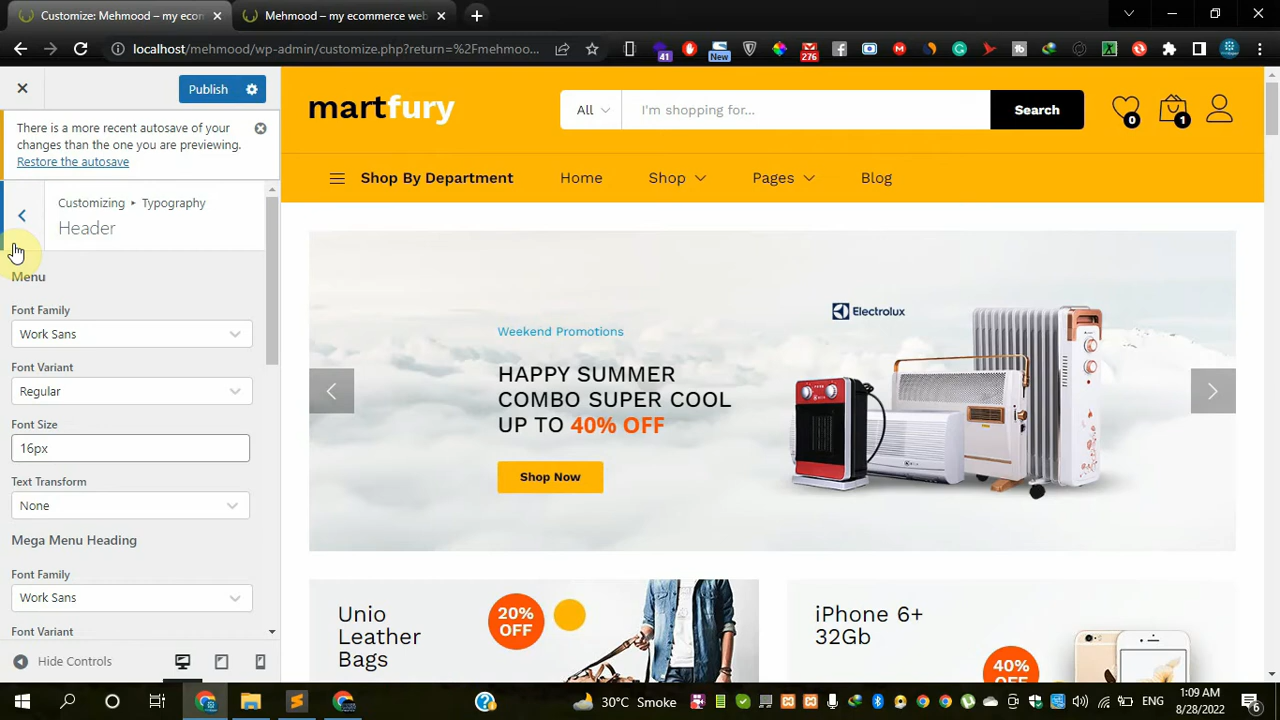 Customize: Mehmood – my ecom
Mehmood – my ecommerce web
localhost/mehmood/wp-admin/customize.php?return=%2Fmehmoo...
41
New
276
Publish
There is a more recent autosave of your
changes than the one you are previewing.
Restore the autosave
Customizing ▸ Typography
Header
Menu
Font Family
Work Sans
Font Variant
Regular
Font Size
16px
Text Transform
None
Mega Menu Heading
Font Family
Work Sans
Font Variant
Hide Controls
martfury
All
I'm shopping for...
Search
0
1
Shop By Department
Home
Shop
Pages
Blog
Electrolux
Weekend Promotions
HAPPY SUMMER
COMBO SUPER COOL
UP TO 40% OFF
Shop Now
Unio
Leather
Bags
20%
OFF
iPhone 6+
32Gb
40%
OFF
30°C Smoke
ENG
1:09 AM
8/28/2022
6